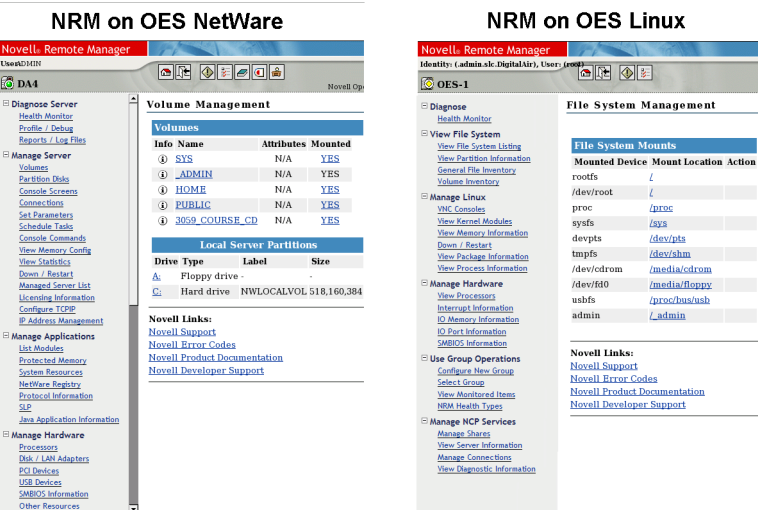 NRM on OES NetWare
Novell® Remote Manager
User:ADMIN
DA4
Novell Op
Diagnose Server
Health Monitor
Profile / Debug
Reports / Log Files
Manage Server
Volumes
Partition Disks
Console Screens
Connections
Set Parameters
Schedule Tasks
Console Commands
View Memory Config
View Statistics
Down / Restart
Managed Server List
Licensing Information
Configure TCPIP
IP Address Management
Manage Applications
List Modules
Protected Memory
System Resources
NetWare Registry
Protocol Information
SLP
Java Application Information
Manage Hardware
Processors
Disk / LAN Adapters
PCI Devices
USB Devices
SMBIOS Information
Other Resources
Volume Management
Volumes
Info Name Attributes Mounted
SYS N/A YES
_ADMIN N/A YES
HOME N/A YES
PUBLIC N/A YES
3059_COURSE_CD N/A YES
Local Server Partitions
Drive Type Label Size
A: Floppy drive - -
C: Hard drive NWLOCALVOL 518,160,384
Novell Links:
Novell Support
Novell Error Codes
Novell Product Documentation
Novell Developer Support
NRM on OES Linux
Novell® Remote Manager
Identity: (.admin.slc.DigitalAir), User: (root)
OES-1
Diagnose
Health Monitor
View File System
View File System Listing
View Partition Information
General File Inventory
Volume Inventory
Manage Linux
VNC Consoles
View Kernel Modules
View Memory Information
Down / Restart
View Package Information
View Process Information
Manage Hardware
View Processors
Interrupt Information
IO Memory Information
IO Port Information
SMBIOS Information
Use Group Operations
Configure New Group
Select Group
View Monitored Items
NRM Health Types
Manage NCP Services
Manage Shares
View Server Information
Manage Connections
View Diagnostic Information
File System Management
File System Mounts
Mounted Device Mount Location Action
rootfs /
/dev/root /
proc /proc
sysfs /sys
devpts /dev/pts
tmpfs /dev/shm
/dev/cdrom /media/cdrom
/dev/fd0 /media/floppy
usbfs /proc/bus/usb
admin /_admin
Novell Links:
Novell Support
Novell Error Codes
Novell Product Documentation
Novell Developer Support